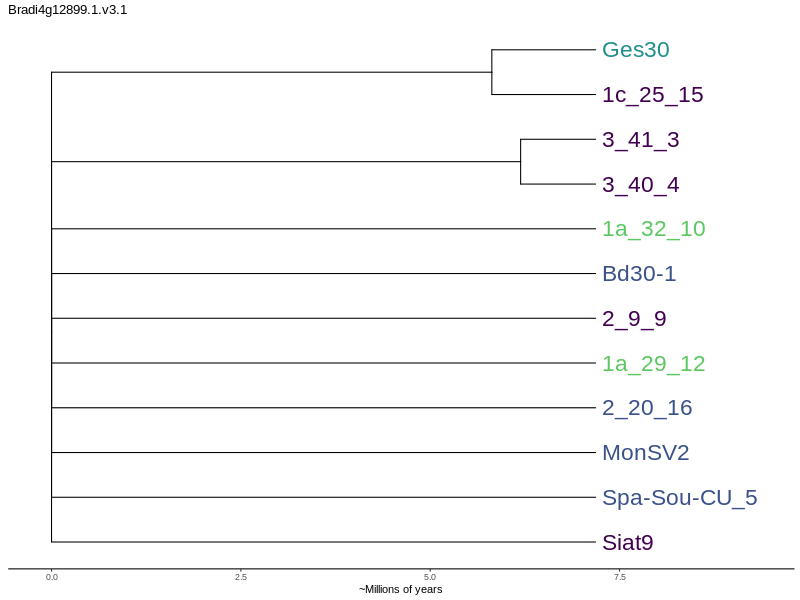 Bradi4g12899.1.v3.1
Ges30
1c_25_15
3_41_3
3_40_4
1a_32_10
Bd30-1
2_9_9
1a_29_12
2_20_16
MonSV2
Spa-Sou-CU_5
Siat9
0.0 2.5 5.0 7.5
~Millions of years